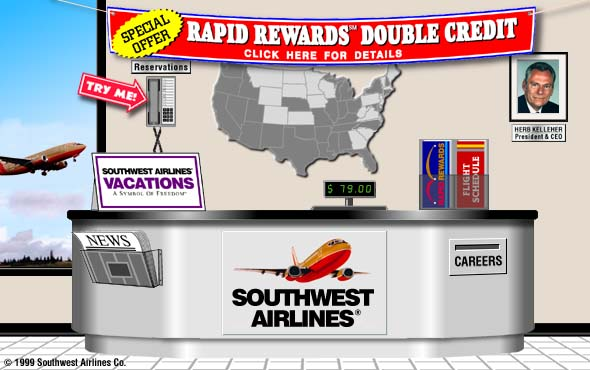 SPECIAL
OFFER
RAPID REWARDS℠ DOUBLE CREDIT
CLICK HERE FOR DETAILS
Reservations
TRY ME!
HERB KELLEHER
President & CEO
SOUTHWEST AIRLINES
VACATIONS
A SYMBOL OF FREEDOM
$ 79.00
REWARDS
FLIGHT
SCHEDULE
NEWS
CAREERS
SOUTHWEST
AIRLINES®
© 1999 Southwest Airlines Co.